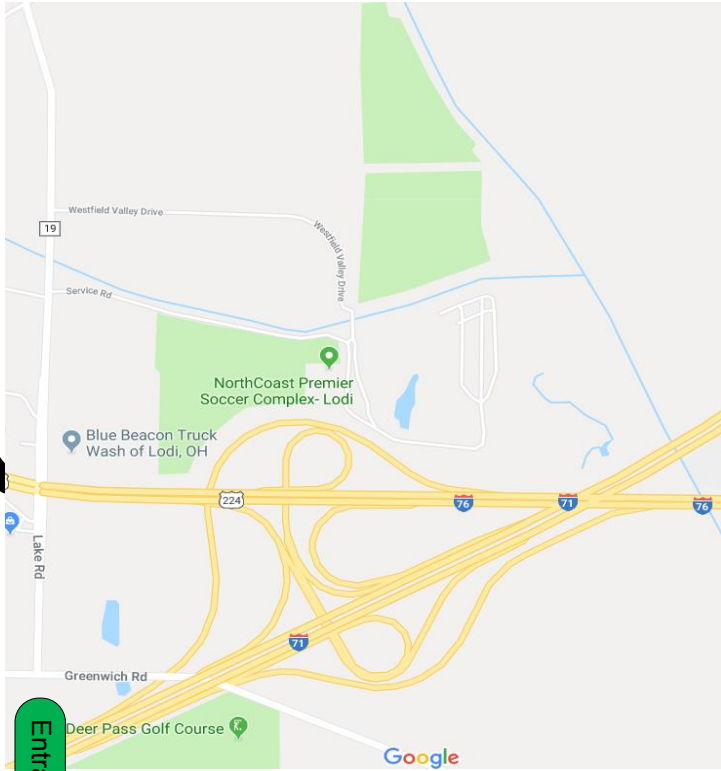 Westfield Valley Drive
19
Westfield Valley Drive
Service Rd
NorthCoast Premier
Soccer Complex- Lodi
Blue Beacon Truck
Wash of Lodi, OH
224
76
71
76
Lake Rd
71
Greenwich Rd
Deer Pass Golf Course
Entra
Google